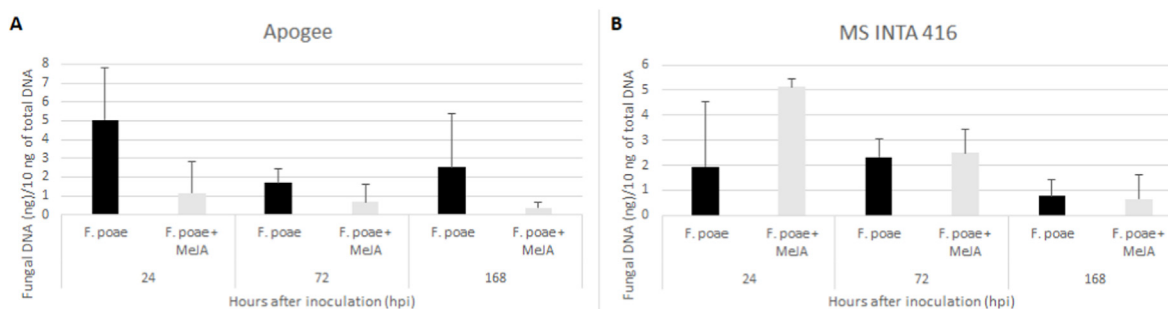 A
Apogee
Fungal DNA (ng)/10 ng of total DNA
8
7
6
5
4
3
2
1
0
F. poae
F. poae+
MeJA
F. poae
F. poae+
MeJA
F. poae
F. poae+
MeJA
24
72
168
Hours after inoculation (hpi)
B
MS INTA 416
Fungal DNA (ng)/10 ng of total DNA
6
5
4
3
2
1
0
F. poae
F. poae+
MeJA
F. poae
F. poae+
MeJA
F. poae
F. poae+
MeJA
24
72
168
Hours after inoculation (hpi)